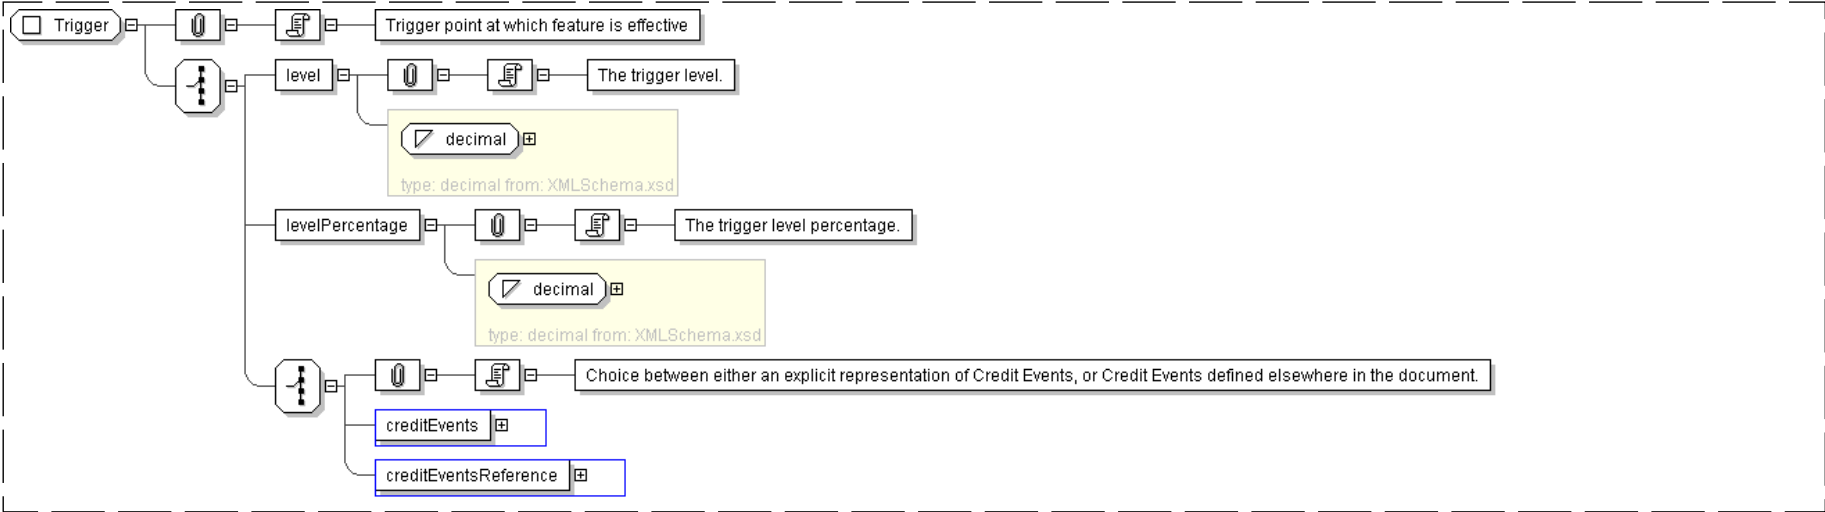 Trigger
Trigger point at which feature is effective
level
The trigger level.
decimal
type: decimal from: XMLSchema.xsd
levelPercentage
The trigger level percentage.
decimal
type: decimal from: XMLSchema.xsd
Choice between either an explicit representation of Credit Events, or Credit Events defined elsewhere in the document.
creditEvents
creditEventsReference